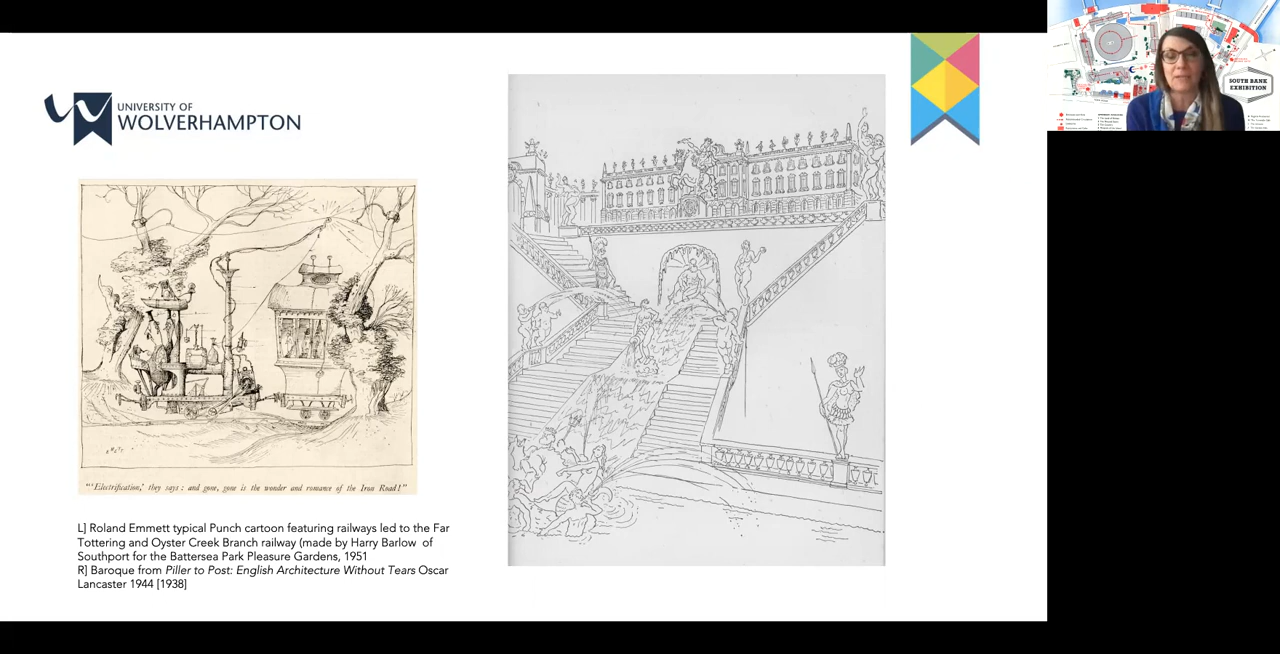 UNIVERSITY OF
WOLVERHAMPTON
"'Electrification,' they says: and gone, gone is the wonder and romance of the Iron Road!"
L] Roland Emmett typical Punch cartoon featuring railways led to the Far
Tottering and Oyster Creek Branch railway (made by Harry Barlow of
Southport for the Battersea Park Pleasure Gardens, 1951
R] Baroque from Piller to Post: English Architecture Without Tears Oscar
Lancaster 1944 [1938]
SOUTH BANK
EXHIBITION